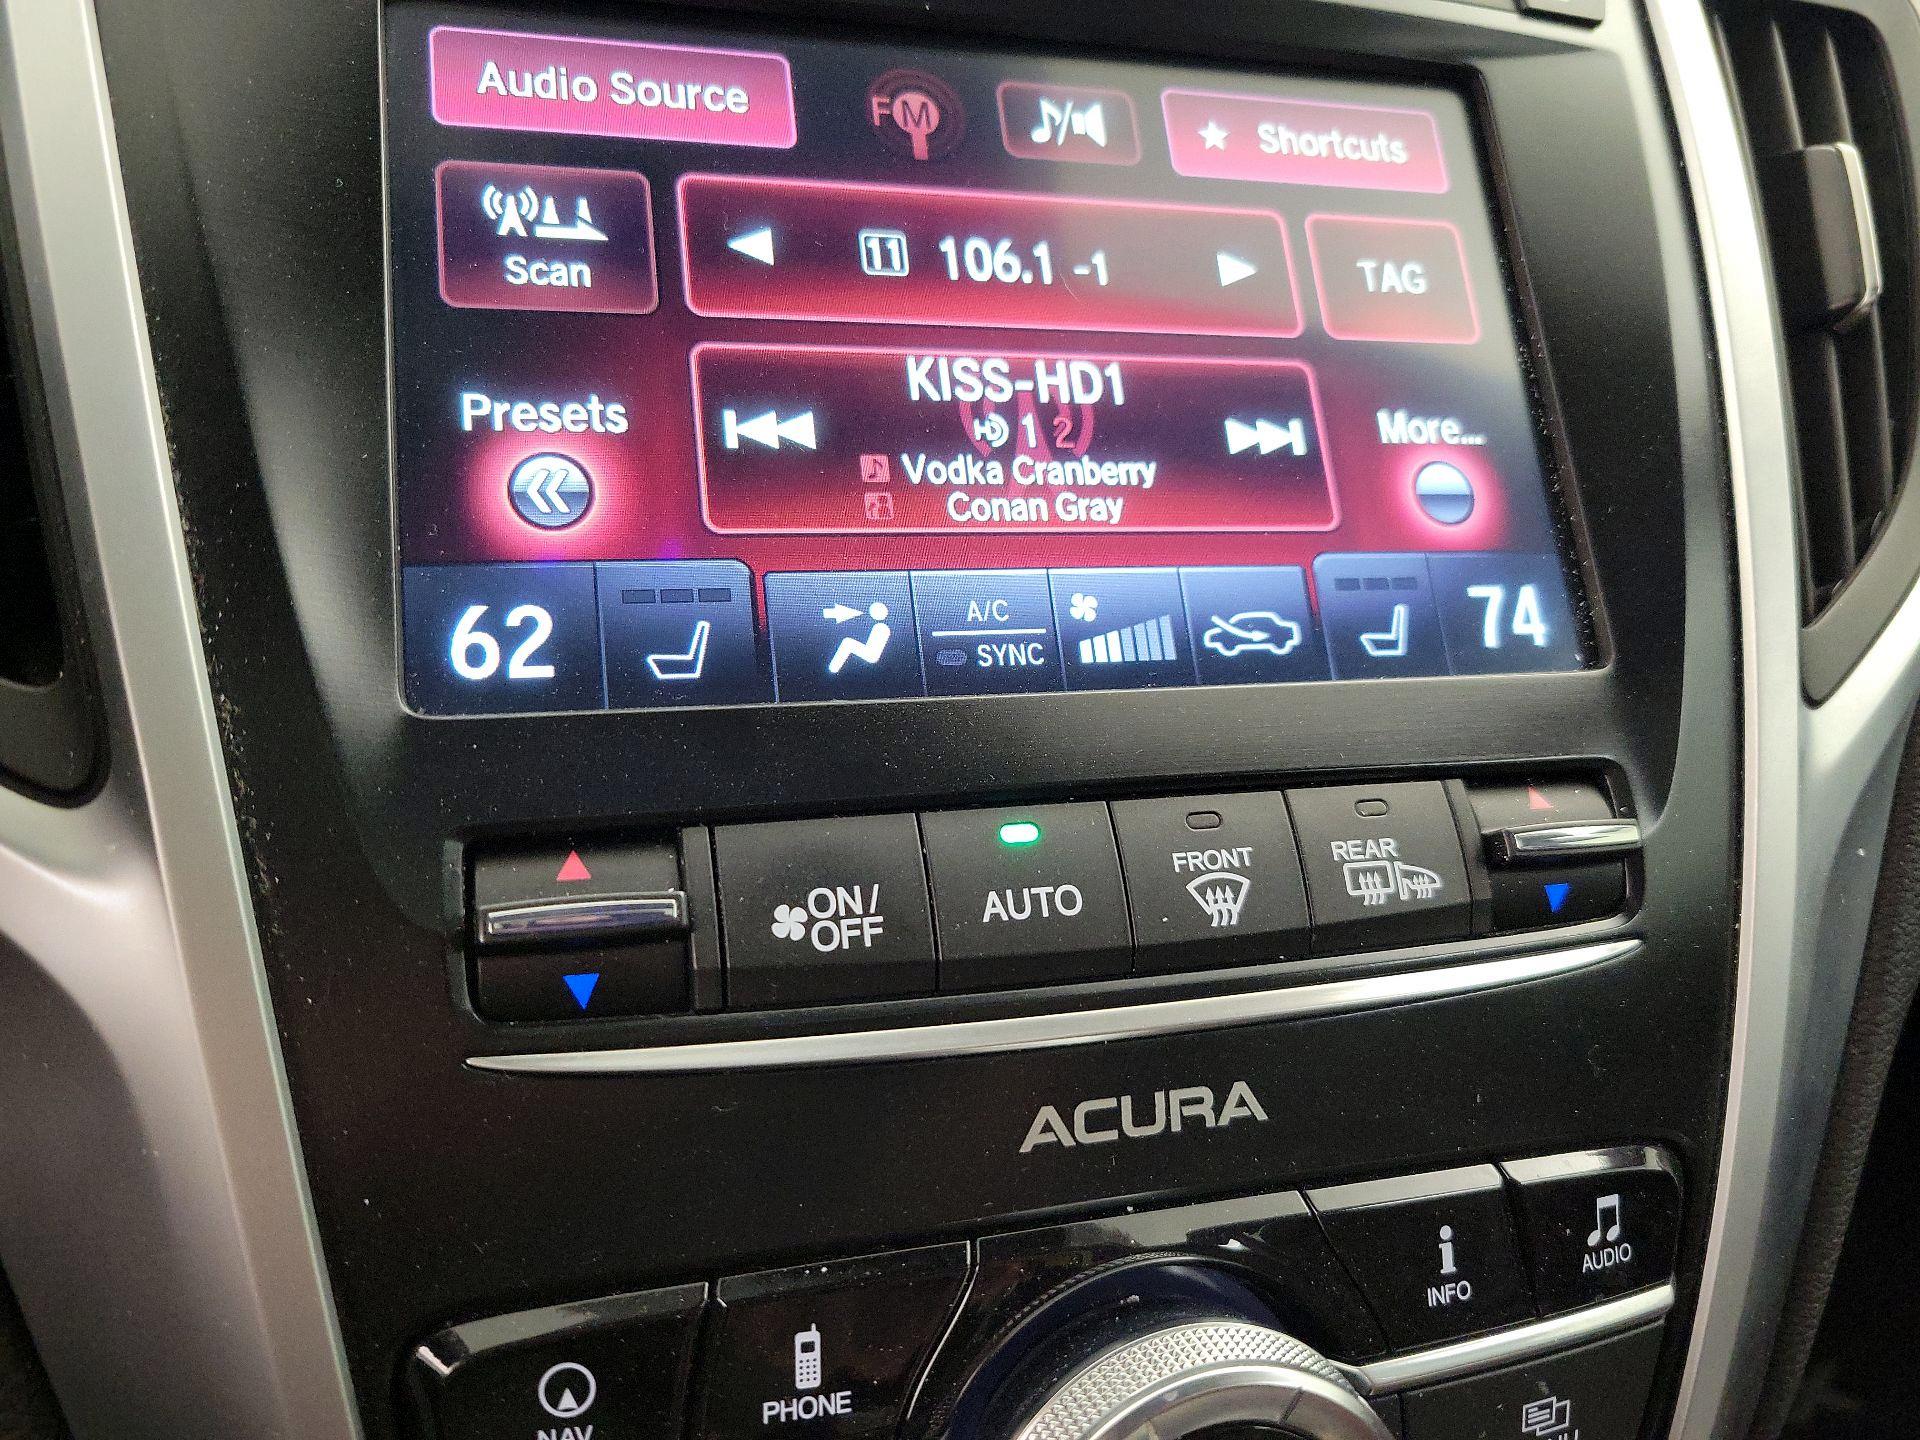 Audio Source
FM
Shortcuts
Scan
11 106.1 -1
TAG
KISS-HD1
HD 1 2
Presets
More...
Vodka Cranberry
Conan Gray
62
A/C
SYNC
74
ON/
OFF
AUTO
FRONT
REAR
ACURA
INFO
AUDIO
PHONE
NAV